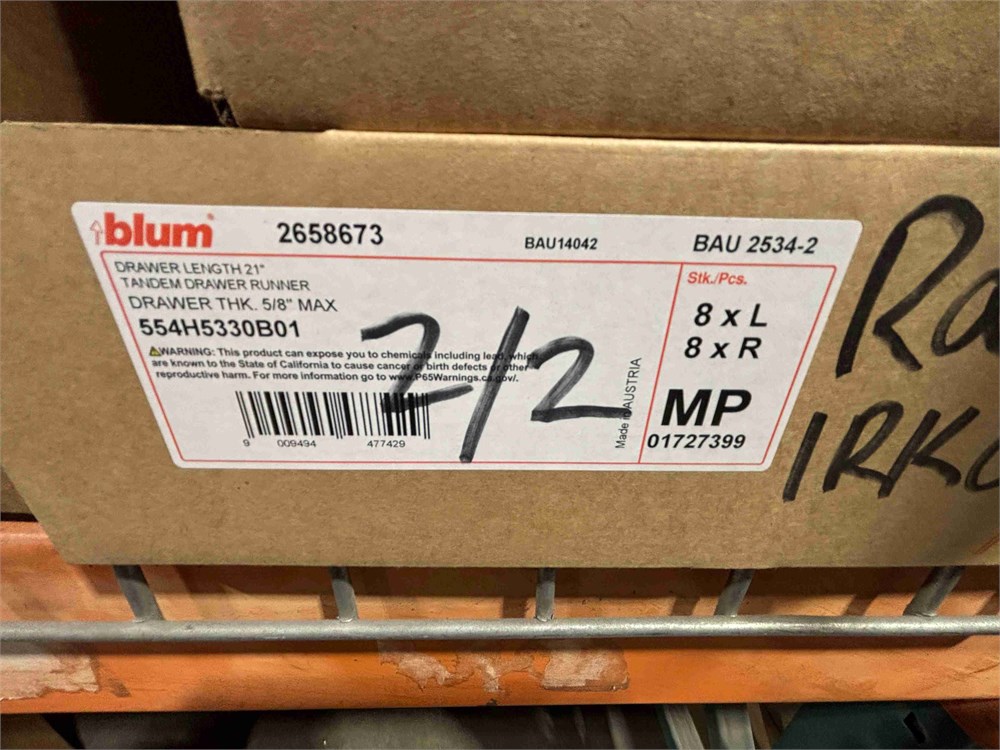 blum 2658673 BAU14042 BAU 2534-2
DRAWER LENGTH 21"
TANDEM DRAWER RUNNER
DRAWER THK. 5/8" MAX
554H5330B01
WARNING: This product can expose you to chemicals including lead, which
are known to the State of California to cause cancer or birth defects or other
reproductive harm. For more information go to www.P65Warnings.ca.gov/.
9 009494 477429
2/2
Made in AUSTRIA
Stk./Pcs.
8 x L
8 x R
MP
01727399